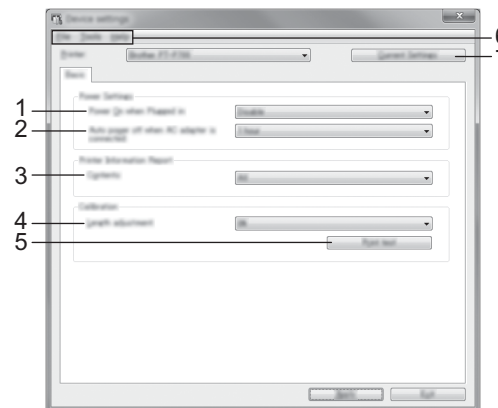 Device settings
File Tools Help
6
Printer: Brother PT-P700 Current Settings
7
Basic
Power Settings
1 Power On when Plugged in Disable
2 Auto power off when AC adapter is connected 1 hour
Printer Information Report
3 Contents All
Calibration
4 Length adjustment
5 Print test
Exit